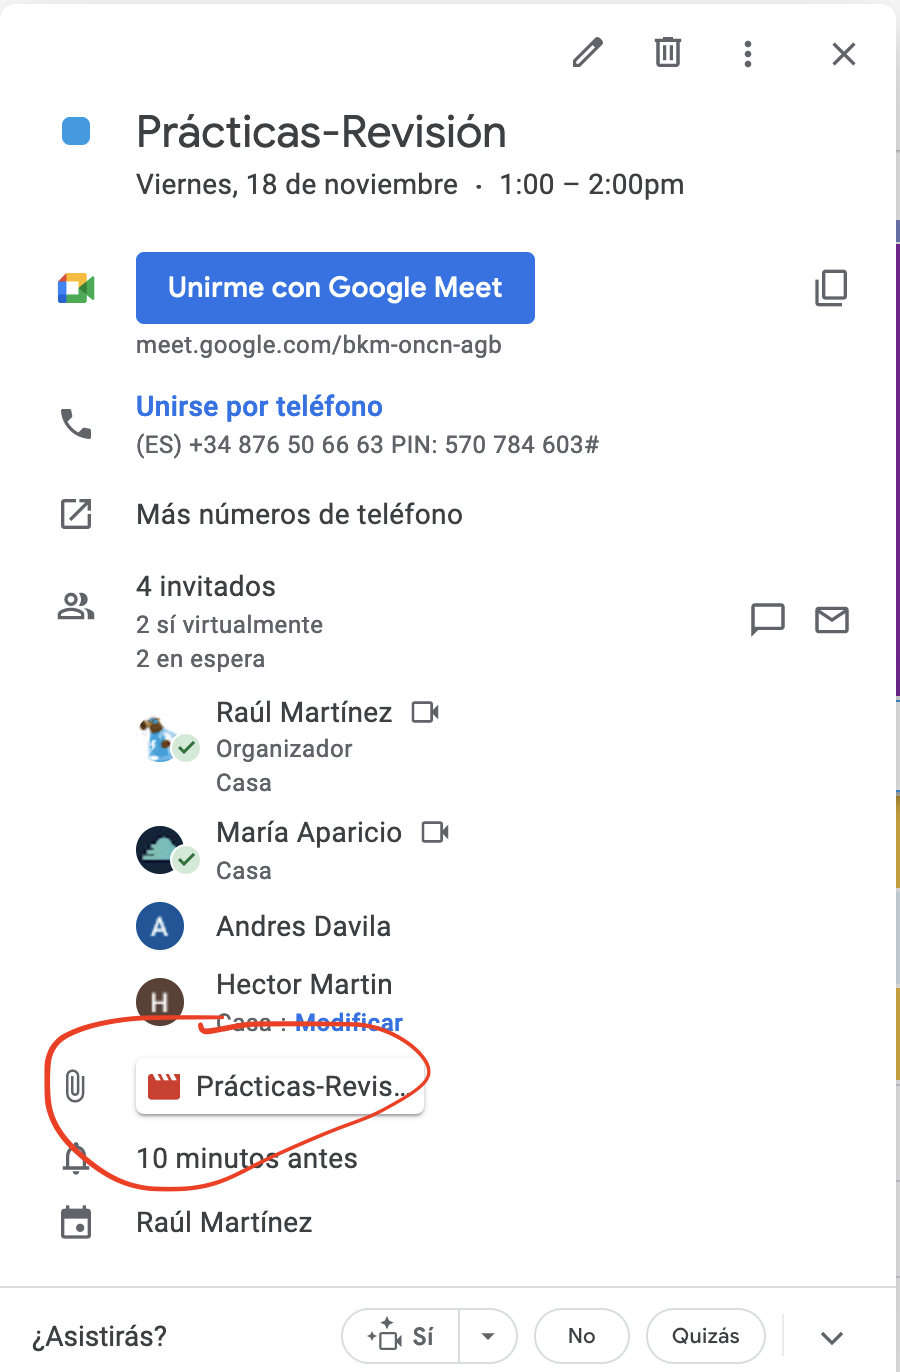 Prácticas-Revisión
Viernes, 18 de noviembre · 1:00 – 2:00pm
Unirme con Google Meet
meet.google.com/bkm-oncn-agb
Unirse por teléfono
(ES) +34 876 50 66 63 PIN: 570 784 603#
Más números de teléfono
4 invitados
2 sí virtualmente
2 en espera
Raúl Martínez
Organizador
Casa
María Aparicio
Casa
A Andres Davila
H Hector Martin
Casa : Modificar
Prácticas-Revis...
10 minutos antes
Raúl Martínez
¿Asistirás? Sí No Quizás